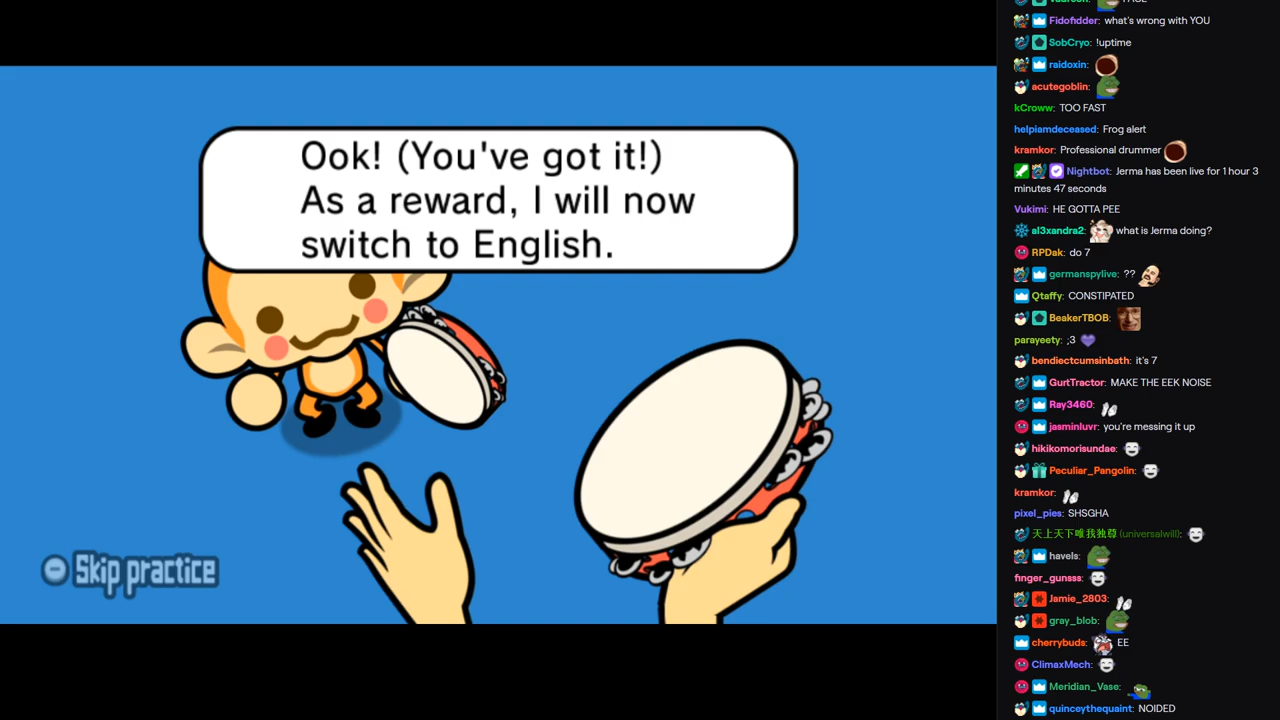 Ook! (You've got it!)
As a reward, I will now
switch to English.
Skip practice
Fidofidder: what's wrong with YOU
SobCryo: !uptime
raidoxin:
acutegoblin:
kCroww: TOO FAST
helpiamdeceased: Frog alert
kramkor: Professional drummer
Nightbot: Jerma has been live for 1 hour 3
minutes 47 seconds
Vukimi: HE GOTTA PEE
al3xandra2: what is Jerma doing?
RPDak: do 7
germanspylive: ??
Qtaffy: CONSTIPATED
BeakerTBOB:
parayeety: ;3
bendiectcumsinbath: it's 7
GurtTractor: MAKE THE EEK NOISE
Ray3460:
jasminluvr: you're messing it up
hikikomorisundae:
Peculiar_Pangolin:
kramkor:
pixel_pies: SHSGHA
天上天下唯我独尊 (universalwill):
havels:
finger_gunsss:
Jamie_2803:
gray_blob:
cherrybuds: EE
ClimaxMech:
Meridian_Vase:
quinceythequaint: NOIDED